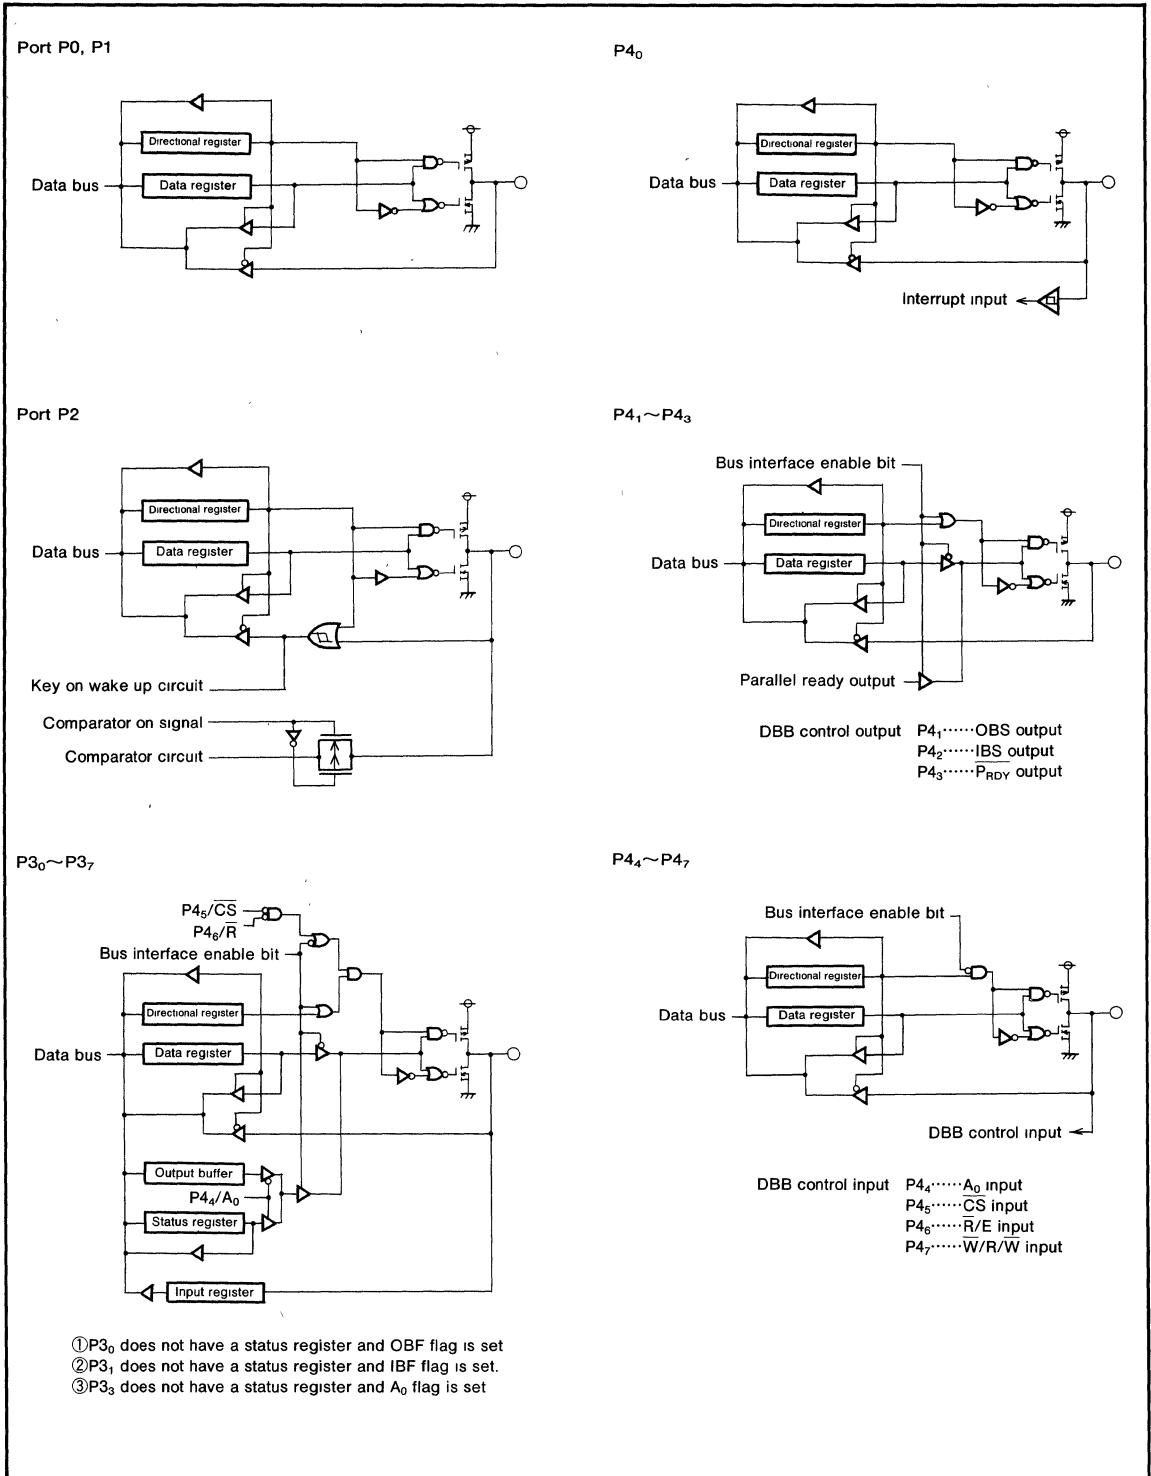 Port P0, P1
Directional register
Data bus
Data register
P4₀
Directional register
Data bus
Data register
Interrupt input
Port P2
Directional register
Data bus
Data register
Key on wake up circuit
Comparator on signal
Comparator circuit
P4₁~P4₃
Bus interface enable bit
Directional register
Data bus
Data register
Parallel ready output
DBB control output P4₁······OBS output
P4₂······IBS output
P4₃······P̅R̅D̅Y̅ output
P3₀~P3₇
P4₅/C̅S̅
P4₆/R̅
Bus interface enable bit
Directional register
Data bus
Data register
Output buffer
P4₄/A₀
Status register
Input register
①P3₀ does not have a status register and OBF flag is set
②P3₁ does not have a status register and IBF flag is set.
③P3₃ does not have a status register and A₀ flag is set
P4₄~P4₇
Bus interface enable bit
Directional register
Data bus
Data register
DBB control input
DBB control input P4₄······A₀ input
P4₅······C̅S̅ input
P4₆······R̅/E input
P4₇······W̅/R/W̅ input